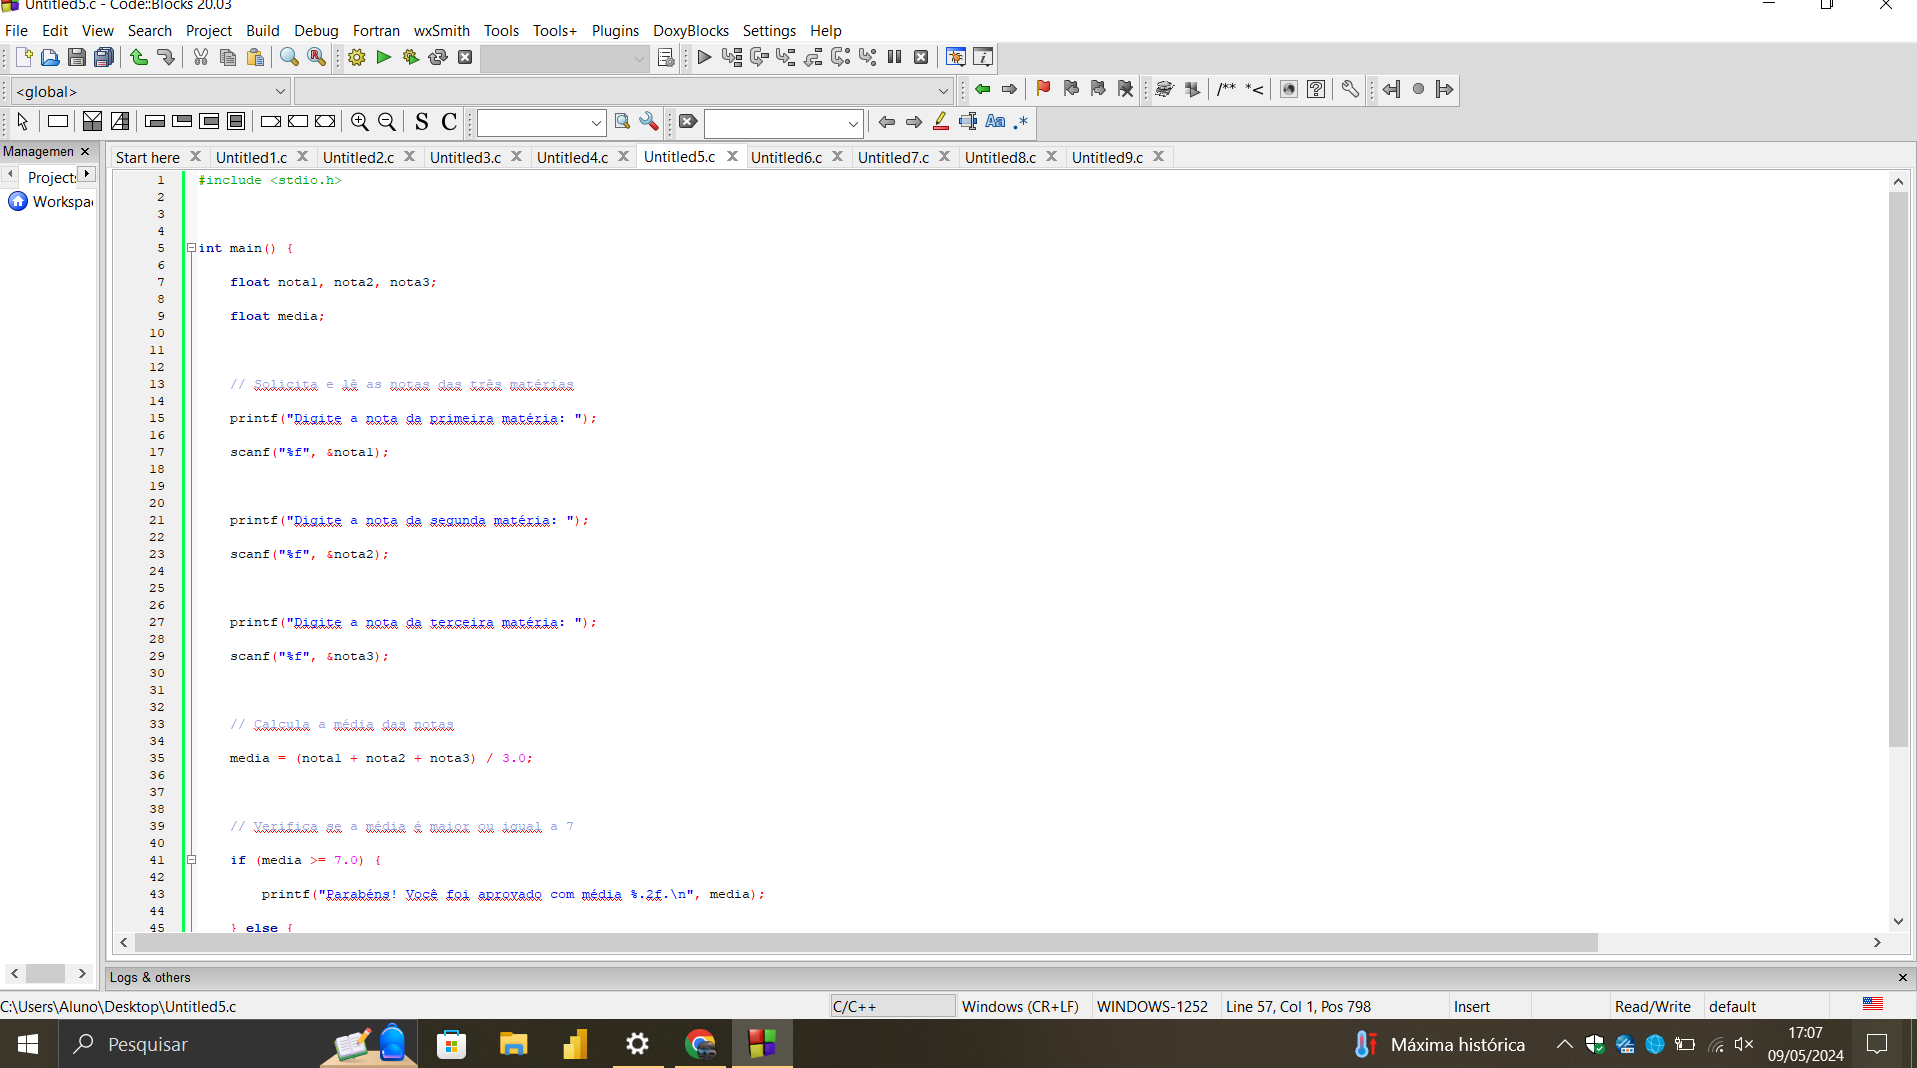 Untitled5.c - Code::Blocks 20.03
File Edit View Search Project Build Debug Fortran wxSmith Tools Tools+ Plugins DoxyBlocks Settings Help
<global>
/** *<
S C
Aa .*
Managemen
Start here Untitled1.c Untitled2.c Untitled3.c Untitled4.c Untitled5.c Untitled6.c Untitled7.c Untitled8.c Untitled9.c
Projects
Workspa
1 #include <stdio.h>
2
3
4
5 int main() {
6
7 float nota1, nota2, nota3;
8
9 float media;
10
11
12
13 // Solicita e lê as notas das três matérias
14
15 printf("Digite a nota da primeira matéria: ");
16
17 scanf("%f", &nota1);
18
19
20
21 printf("Digite a nota da segunda matéria: ");
22
23 scanf("%f", &nota2);
24
25
26
27 printf("Digite a nota da terceira matéria: ");
28
29 scanf("%f", &nota3);
30
31
32
33 // Calcula a média das notas
34
35 media = (nota1 + nota2 + nota3) / 3.0;
36
37
38
39 // Verifica se a média é maior ou igual a 7
40
41 if (media >= 7.0) {
42
43 printf("Parabéns! Você foi aprovado com média %.2f.\n", media);
44
45 } else {
Logs & others
C:\Users\Aluno\Desktop\Untitled5.c C/C++ Windows (CR+LF) WINDOWS-1252 Line 57, Col 1, Pos 798 Insert Read/Write default
Pesquisar Máxima histórica 17:07
09/05/2024